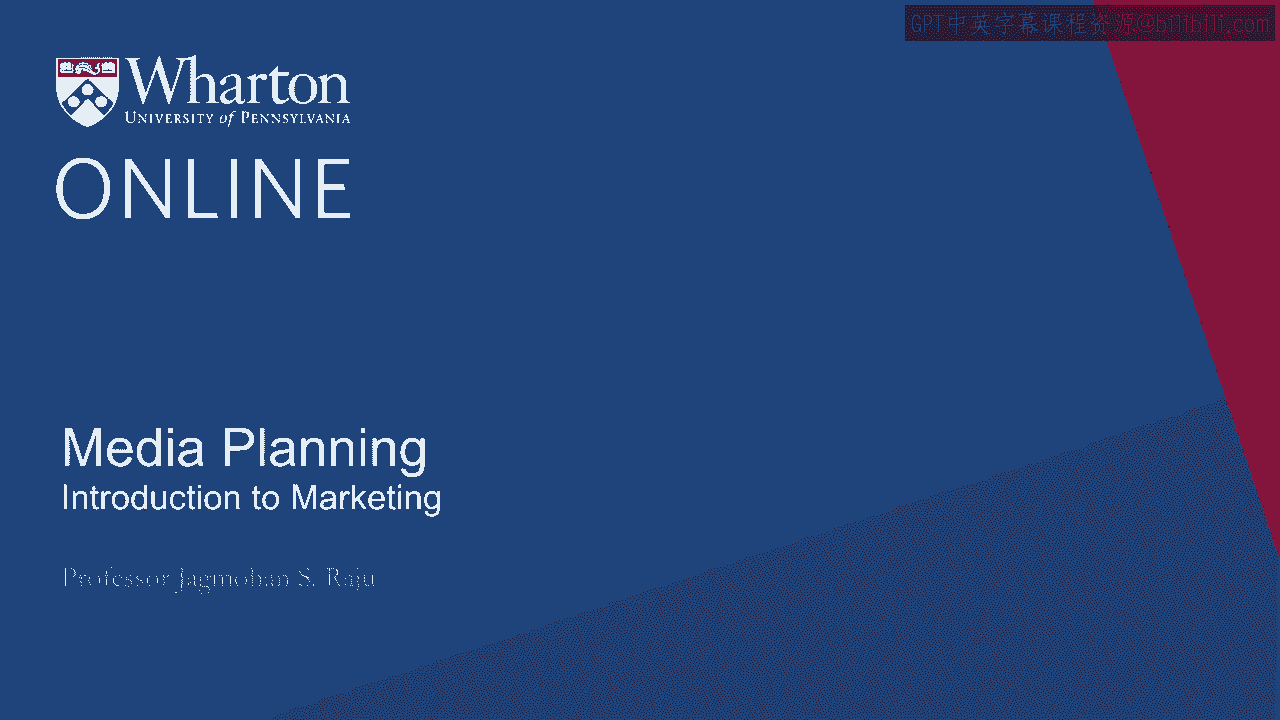 GPT中英字幕课程资源@bilibili.com
Wharton
UNIVERSITY of PENNSYLVANIA
ONLINE
Media Planning
Introduction to Marketing
Professor Jagmohan S. Raju